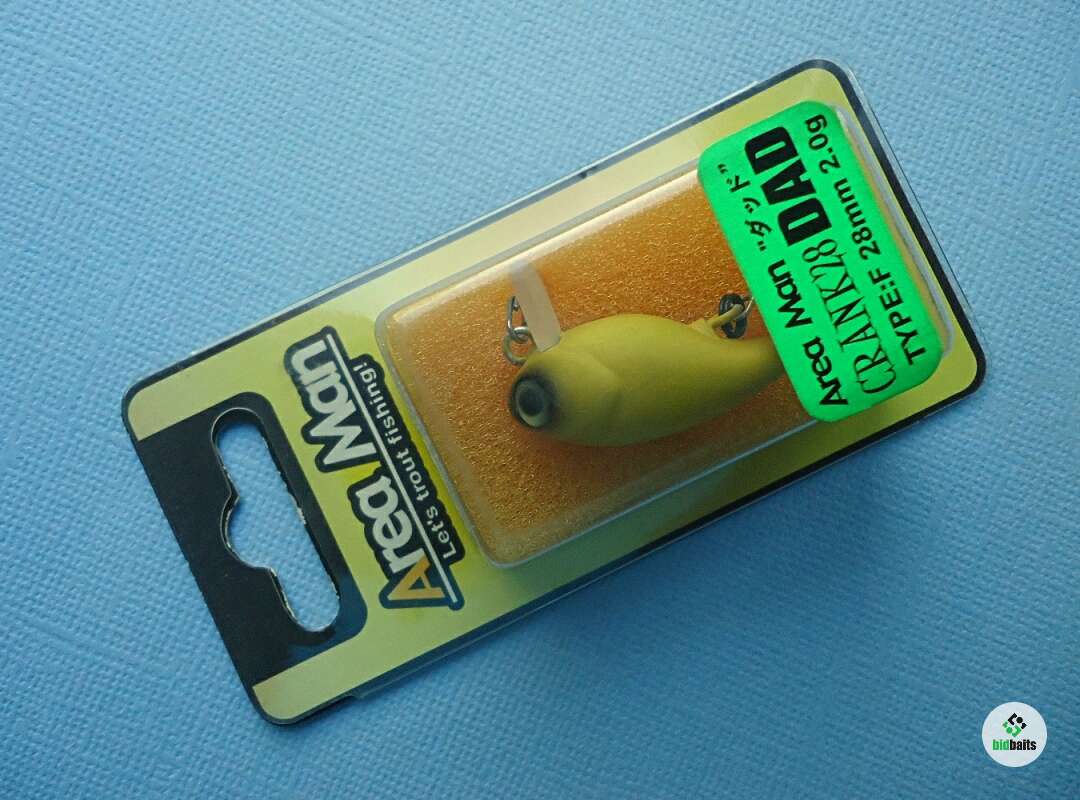 Area Man
Let's trout fishing!
Area Man "ダッド"
CRANK28 DAD
TYPE:F 28mm 2.0g
bidbaits